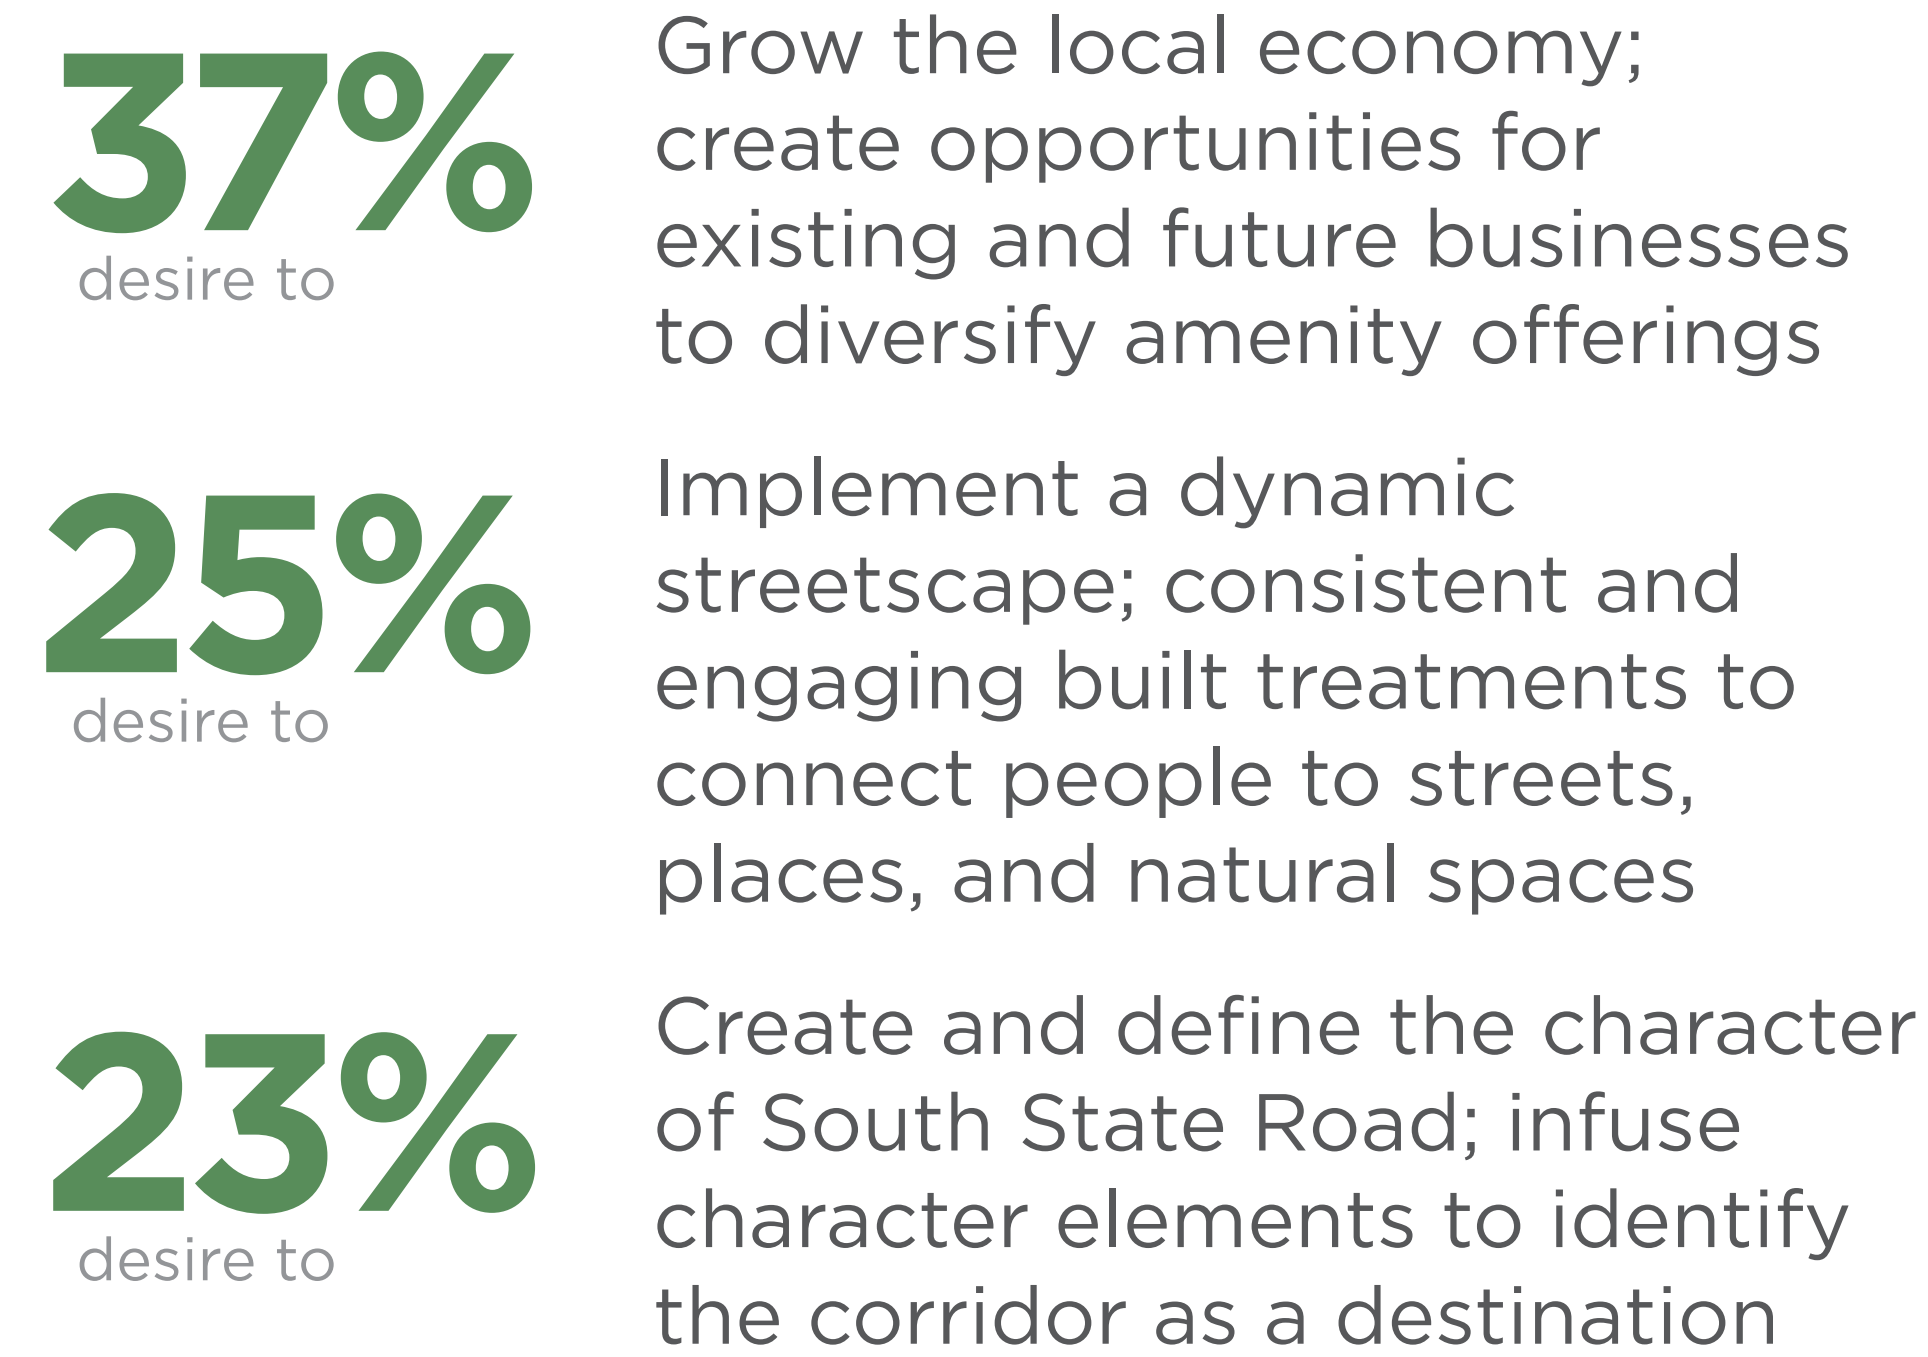 37%
desire to
Grow the local economy;
create opportunities for
existing and future businesses
to diversify amenity offerings
25%
desire to
Implement a dynamic
streetscape; consistent and
engaging built treatments to
connect people to streets,
places, and natural spaces
23%
desire to
Create and define the character
of South State Road; infuse
character elements to identify
the corridor as a destination